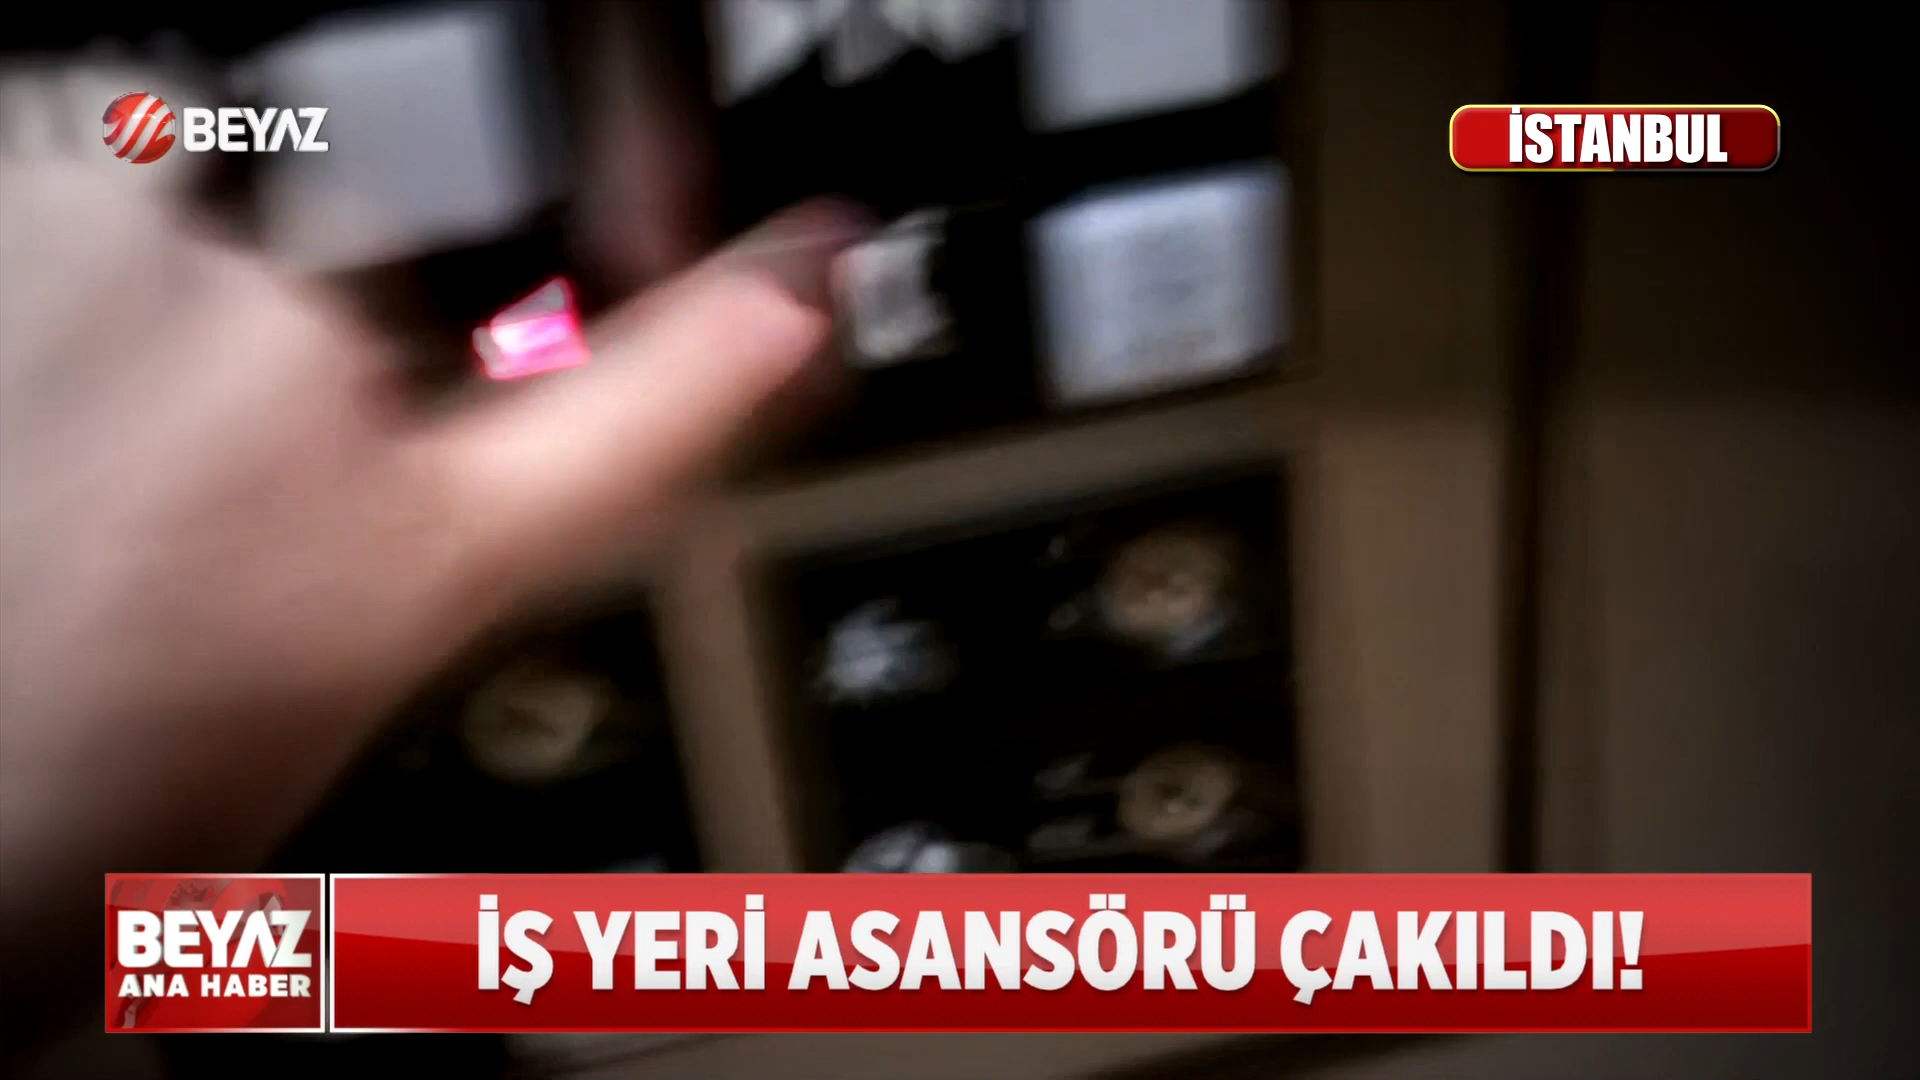 BEYAZ
İSTANBUL
BEYAZ
ANA HABER
İŞ YERİ ASANSÖRÜ ÇAKILDI!